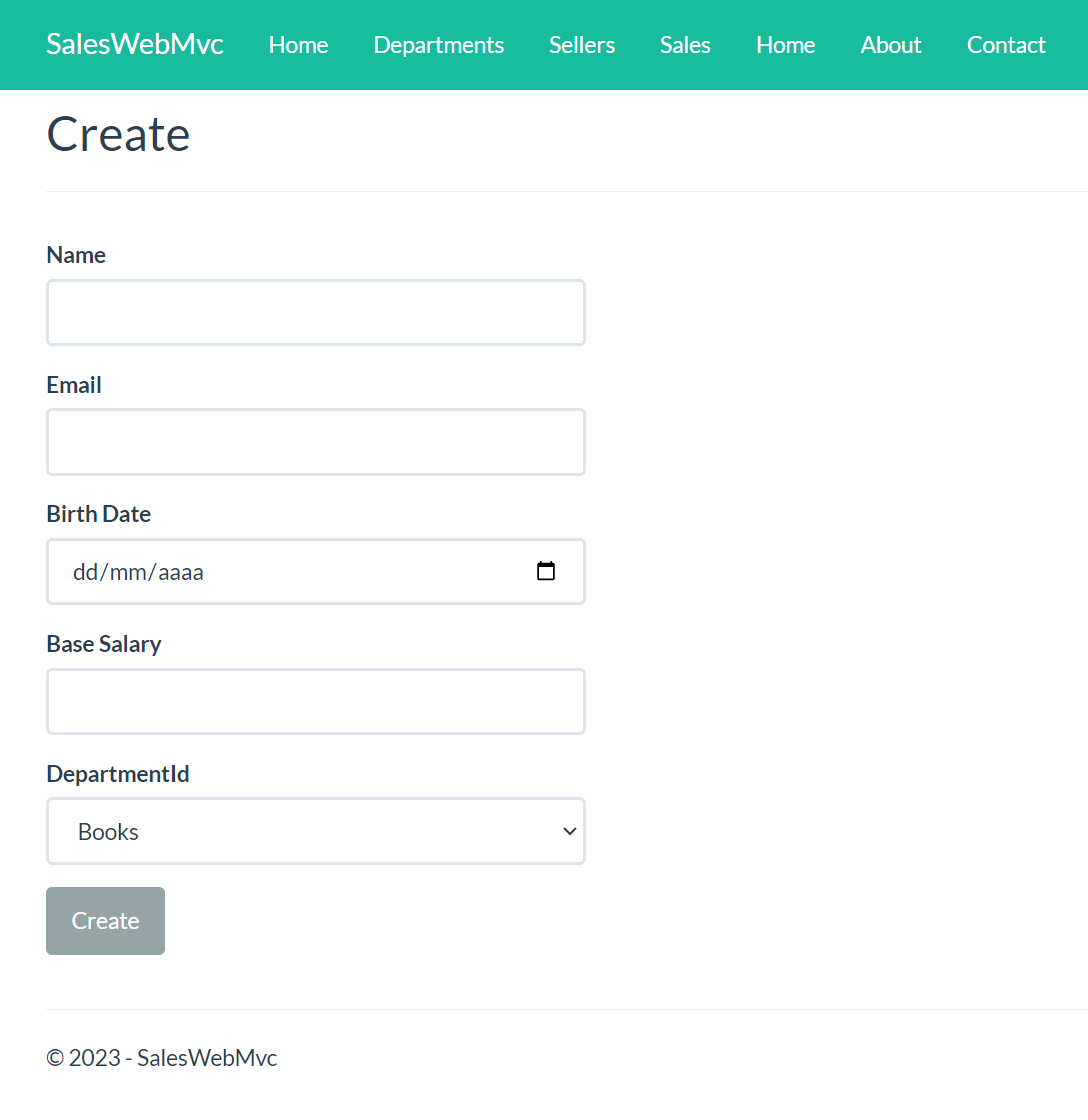 SalesWebMvc Home Departments Sellers Sales Home About Contact
Create
Name
Email
Birth Date
dd/mm/aaaa
Base Salary
DepartmentId
Books
Create
© 2023 - SalesWebMvc